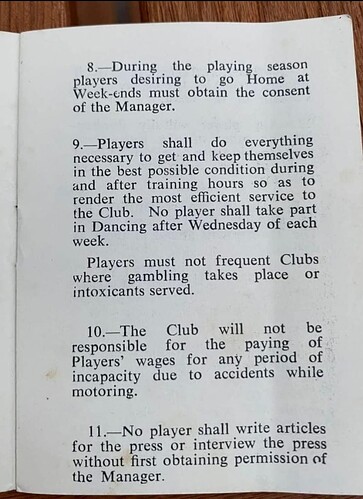 8.—During the playing season
players desiring to go Home at
Week-ends must obtain the consent
of the Manager.
9.—Players shall do everything
necessary to get and keep themselves
in the best possible condition during
and after training hours so as to
render the most efficient service to
the Club. No player shall take part
in Dancing after Wednesday of each
week.
Players must not frequent Clubs
where gambling takes place or
intoxicants served.
10.—The Club will not be
responsible for the paying of
Players' wages for any period of
incapacity due to accidents while
motoring.
11.—No player shall write articles
for the press or interview the press
without first obtaining permission of
the Manager.